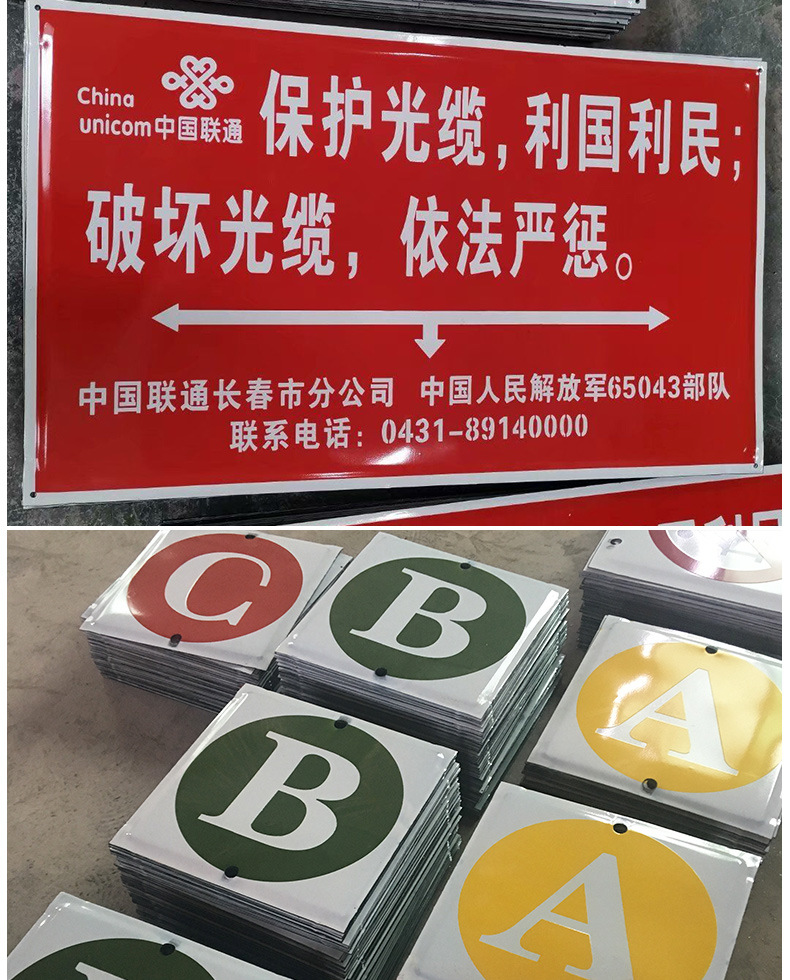 China
unicom中国联通
保护光缆，利国利民；
破坏光缆，依法严惩。
中国联通长春市分公司 中国人民解放军65043部队
联系电话：0431-89140000
C
B
A
B
A
B